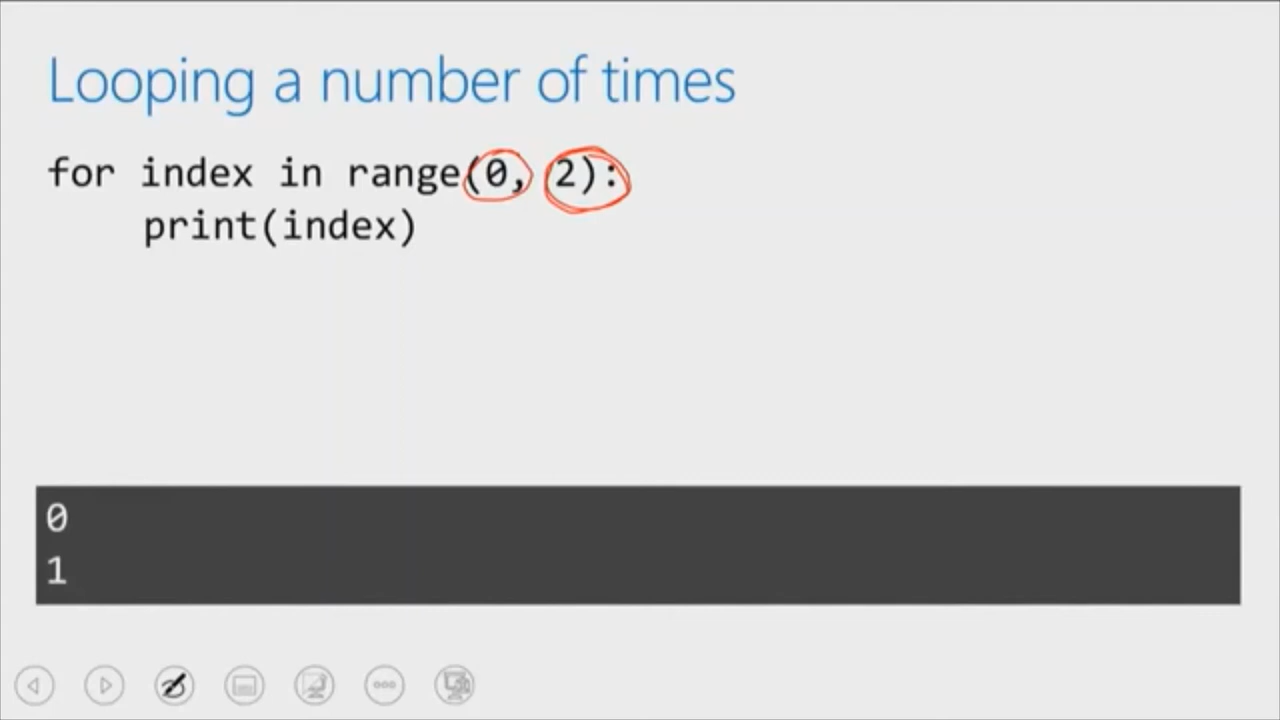 Looping a number of times
for index in range(0, 2):
    print(index)
0
1